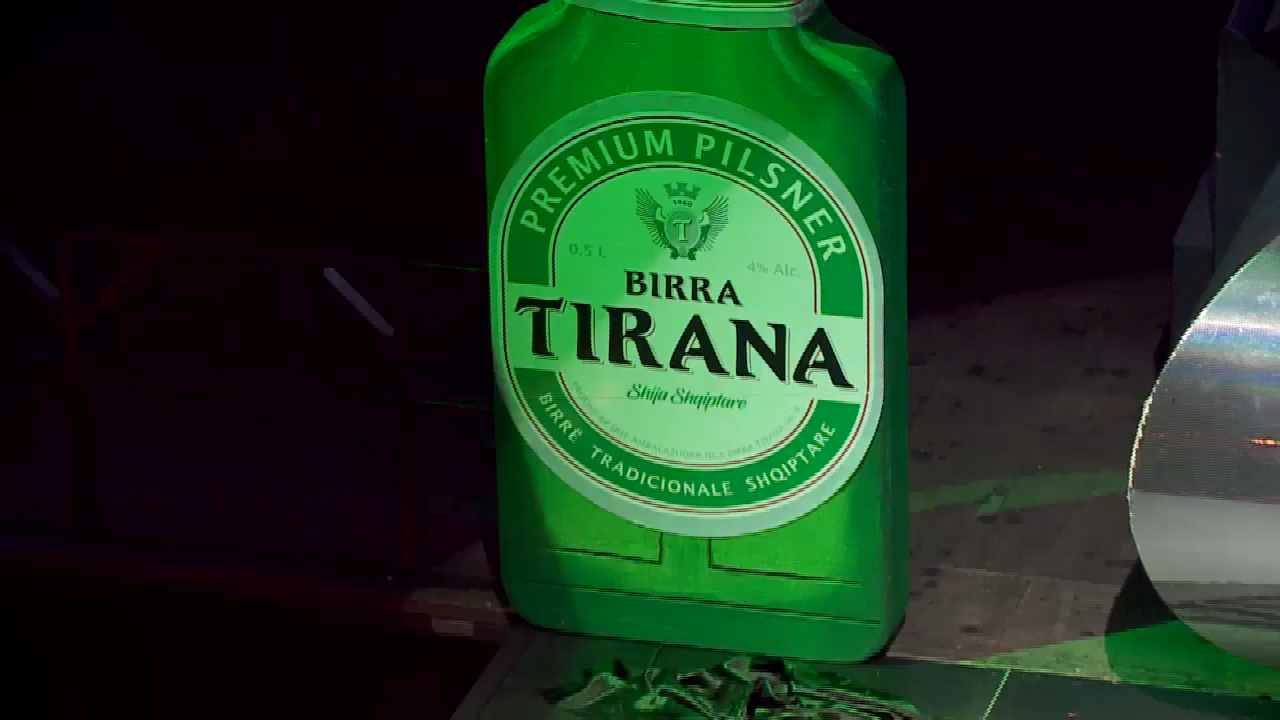 PREMIUM PILSNER
1960
T
0.5 L
4% Alc.
BIRRA
TIRANA
Shija Shqiptare
BIRRË TRADICIONALE SHQIPTARE